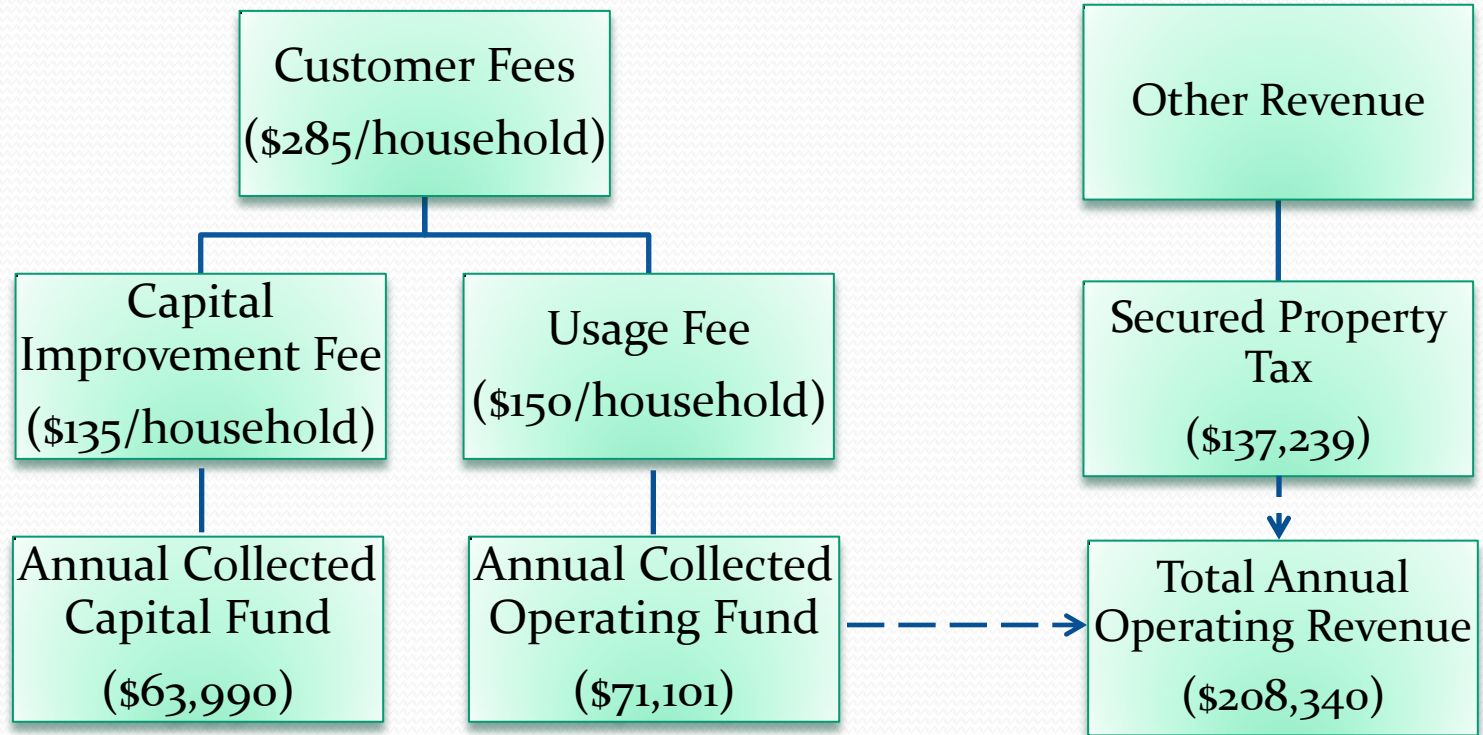 Customer Fees
($285/household)
Other Revenue
Capital
Improvement Fee
($135/household)
Usage Fee
($150/household)
Secured Property
Tax
($137,239)
Annual Collected
Capital Fund
($63,990)
Annual Collected
Operating Fund
($71,101)
Total Annual
Operating Revenue
($208,340)